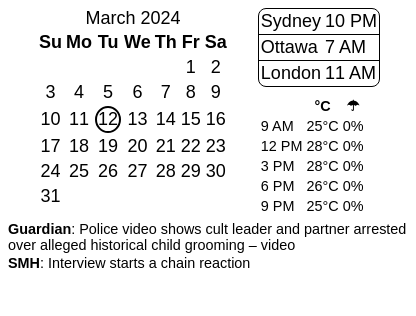 March 2024
Su Mo Tu We Th Fr Sa
1 2
3 4 5 6 7 8 9
10 11 12 13 14 15 16
17 18 19 20 21 22 23
24 25 26 27 28 29 30
31
Sydney 10 PM
Ottawa 7 AM
London 11 AM
°C ☂
9 AM 25°C 0%
12 PM 28°C 0%
3 PM 28°C 0%
6 PM 26°C 0%
9 PM 25°C 0%
Guardian: Police video shows cult leader and partner arrested
over alleged historical child grooming – video
SMH: Interview starts a chain reaction